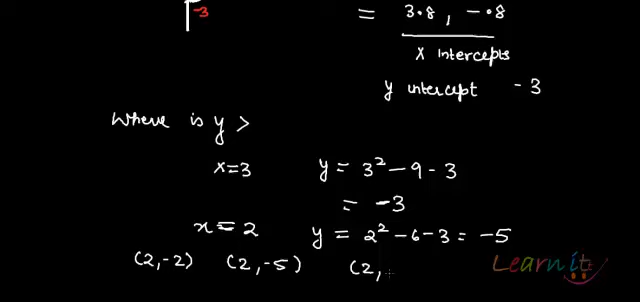 -3
= 3.8, -.8
x intercepts
y intercept -3
Where is y >
x=3 y = 3² - 9 - 3
= -3
x = 2 y = 2² - 6 - 3 = -5
(2,-2) (2,-5) (2,
Learnit